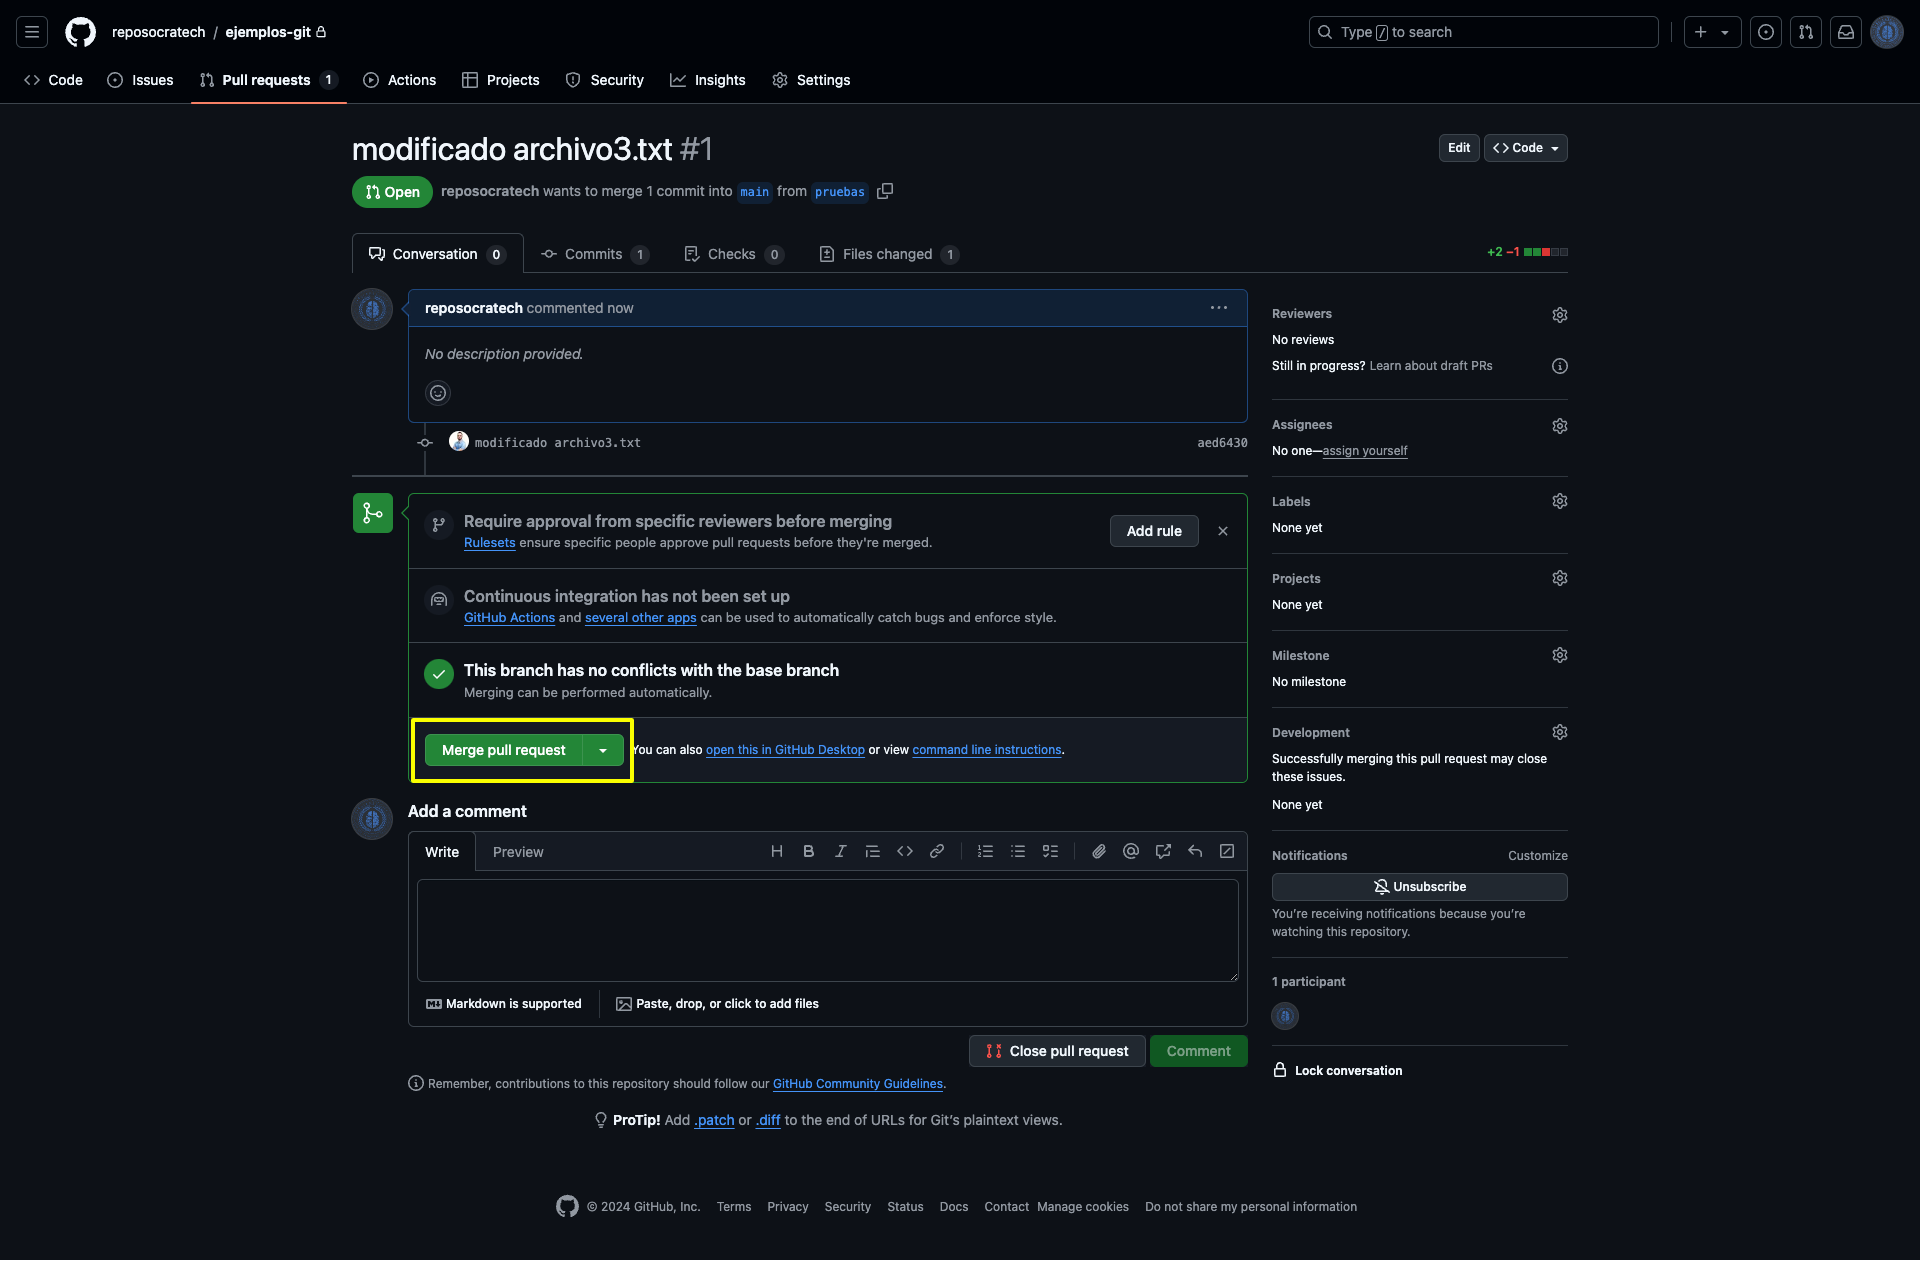 reposocratech / ejemplos-git
Type / to search
Code
Issues
Pull requests 1
Actions
Projects
Security
Insights
Settings
modificado archivo3.txt #1
Edit
Code
Open
reposocratech wants to merge 1 commit into main from pruebas
Conversation 0
Commits 1
Checks 0
Files changed 1
+2 −1
reposocratech commented now
No description provided.
modificado archivo3.txt
aed6430
Require approval from specific reviewers before merging
Rulesets ensure specific people approve pull requests before they're merged.
Add rule
Continuous integration has not been set up
GitHub Actions and several other apps can be used to automatically catch bugs and enforce style.
This branch has no conflicts with the base branch
Merging can be performed automatically.
Merge pull request
You can also open this in GitHub Desktop or view command line instructions.
Add a comment
Write
Preview
Markdown is supported
Paste, drop, or click to add files
Close pull request
Comment
Remember, contributions to this repository should follow our GitHub Community Guidelines.
ProTip! Add .patch or .diff to the end of URLs for Git's plaintext views.
Reviewers
No reviews
Still in progress? Learn about draft PRs
Assignees
No one—assign yourself
Labels
None yet
Projects
None yet
Milestone
No milestone
Development
Successfully merging this pull request may close
these issues.
None yet
Notifications
Customize
Unsubscribe
You're receiving notifications because you're
watching this repository.
1 participant
Lock conversation
© 2024 GitHub, Inc.
Terms
Privacy
Security
Status
Docs
Contact
Manage cookies
Do not share my personal information